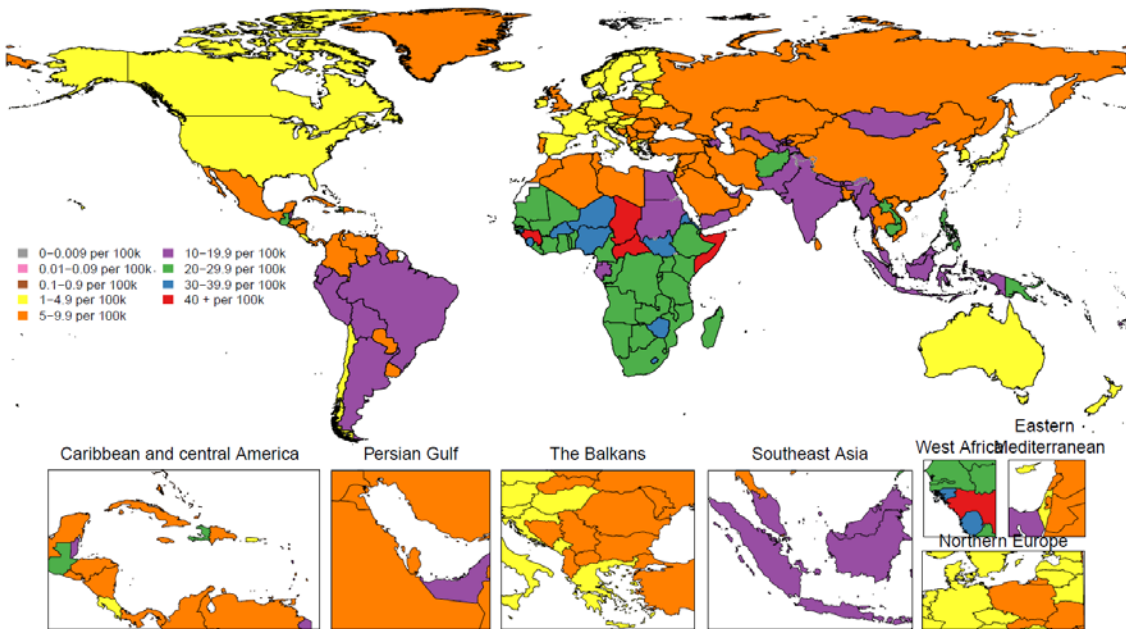 0−0.009 per 100k
0.01−0.09 per 100k
0.1−0.9 per 100k
1−4.9 per 100k
5−9.9 per 100k
10−19.9 per 100k
20−29.9 per 100k
30−39.9 per 100k
40 + per 100k
Caribbean and central America
Persian Gulf
The Balkans
Southeast Asia
West Africa
Eastern
Mediterranean
Northern Europe